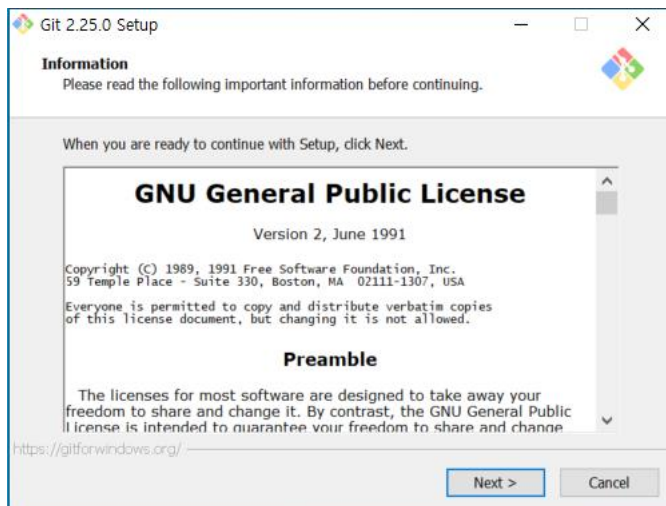 Git 2.25.0 Setup
Information
Please read the following important information before continuing.
When you are ready to continue with Setup, click Next.
GNU General Public License
Version 2, June 1991
Copyright (C) 1989, 1991 Free Software Foundation, Inc.
59 Temple Place - Suite 330, Boston, MA 02111-1307, USA
Everyone is permitted to copy and distribute verbatim copies
of this license document, but changing it is not allowed.
Preamble
The licenses for most software are designed to take away your
freedom to share and change it. By contrast, the GNU General Public
License is intended to guarantee your freedom to share and change
https://gitforwindows.org/
Next >
Cancel